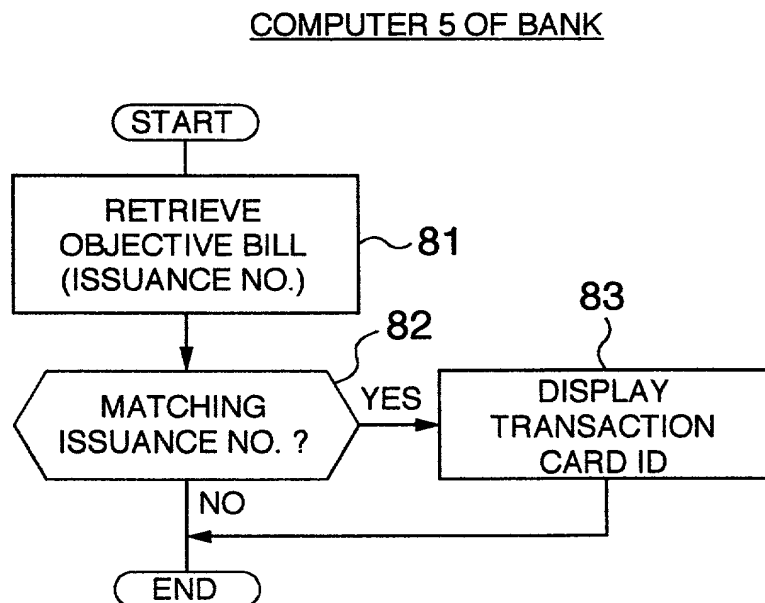 COMPUTER 5 OF BANK
START
RETRIEVE
OBJECTIVE BILL
(ISSUANCE NO.)
81
82
MATCHING
ISSUANCE NO. ?
YES
83
DISPLAY
TRANSACTION
CARD ID
NO
END